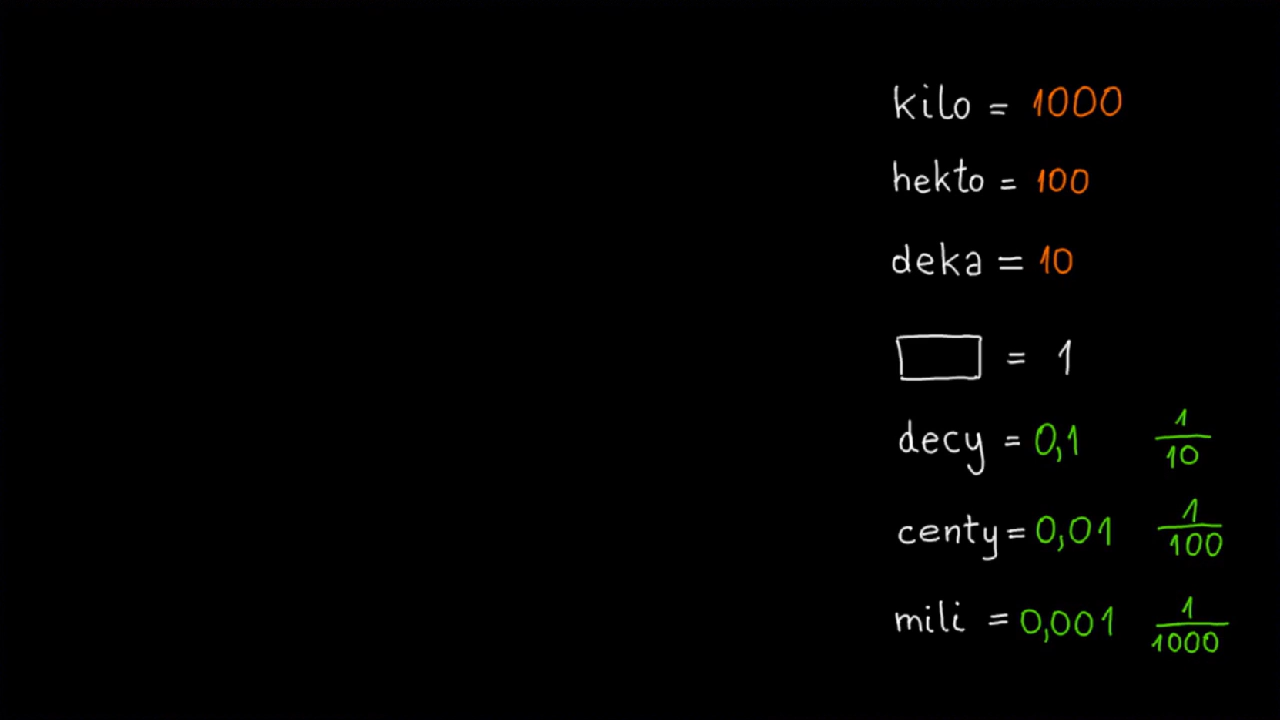 kilo = 1000
hekto = 100
deka = 10
= 1
decy = 0,1 1/10
centy = 0,01 1/100
mili = 0,001 1/1000